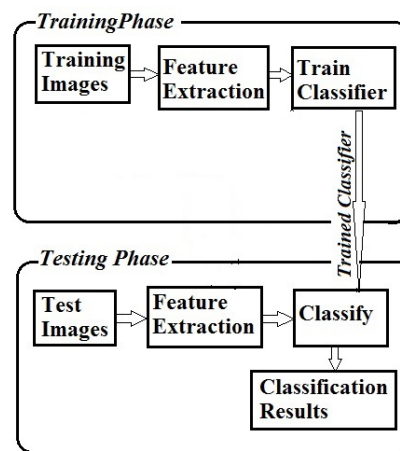 TrainingPhase
Training
Images
Feature
Extraction
Train
Classifier
Trained Classifier
Testing Phase
Test
Images
Feature
Extraction
Classify
Classification
Results